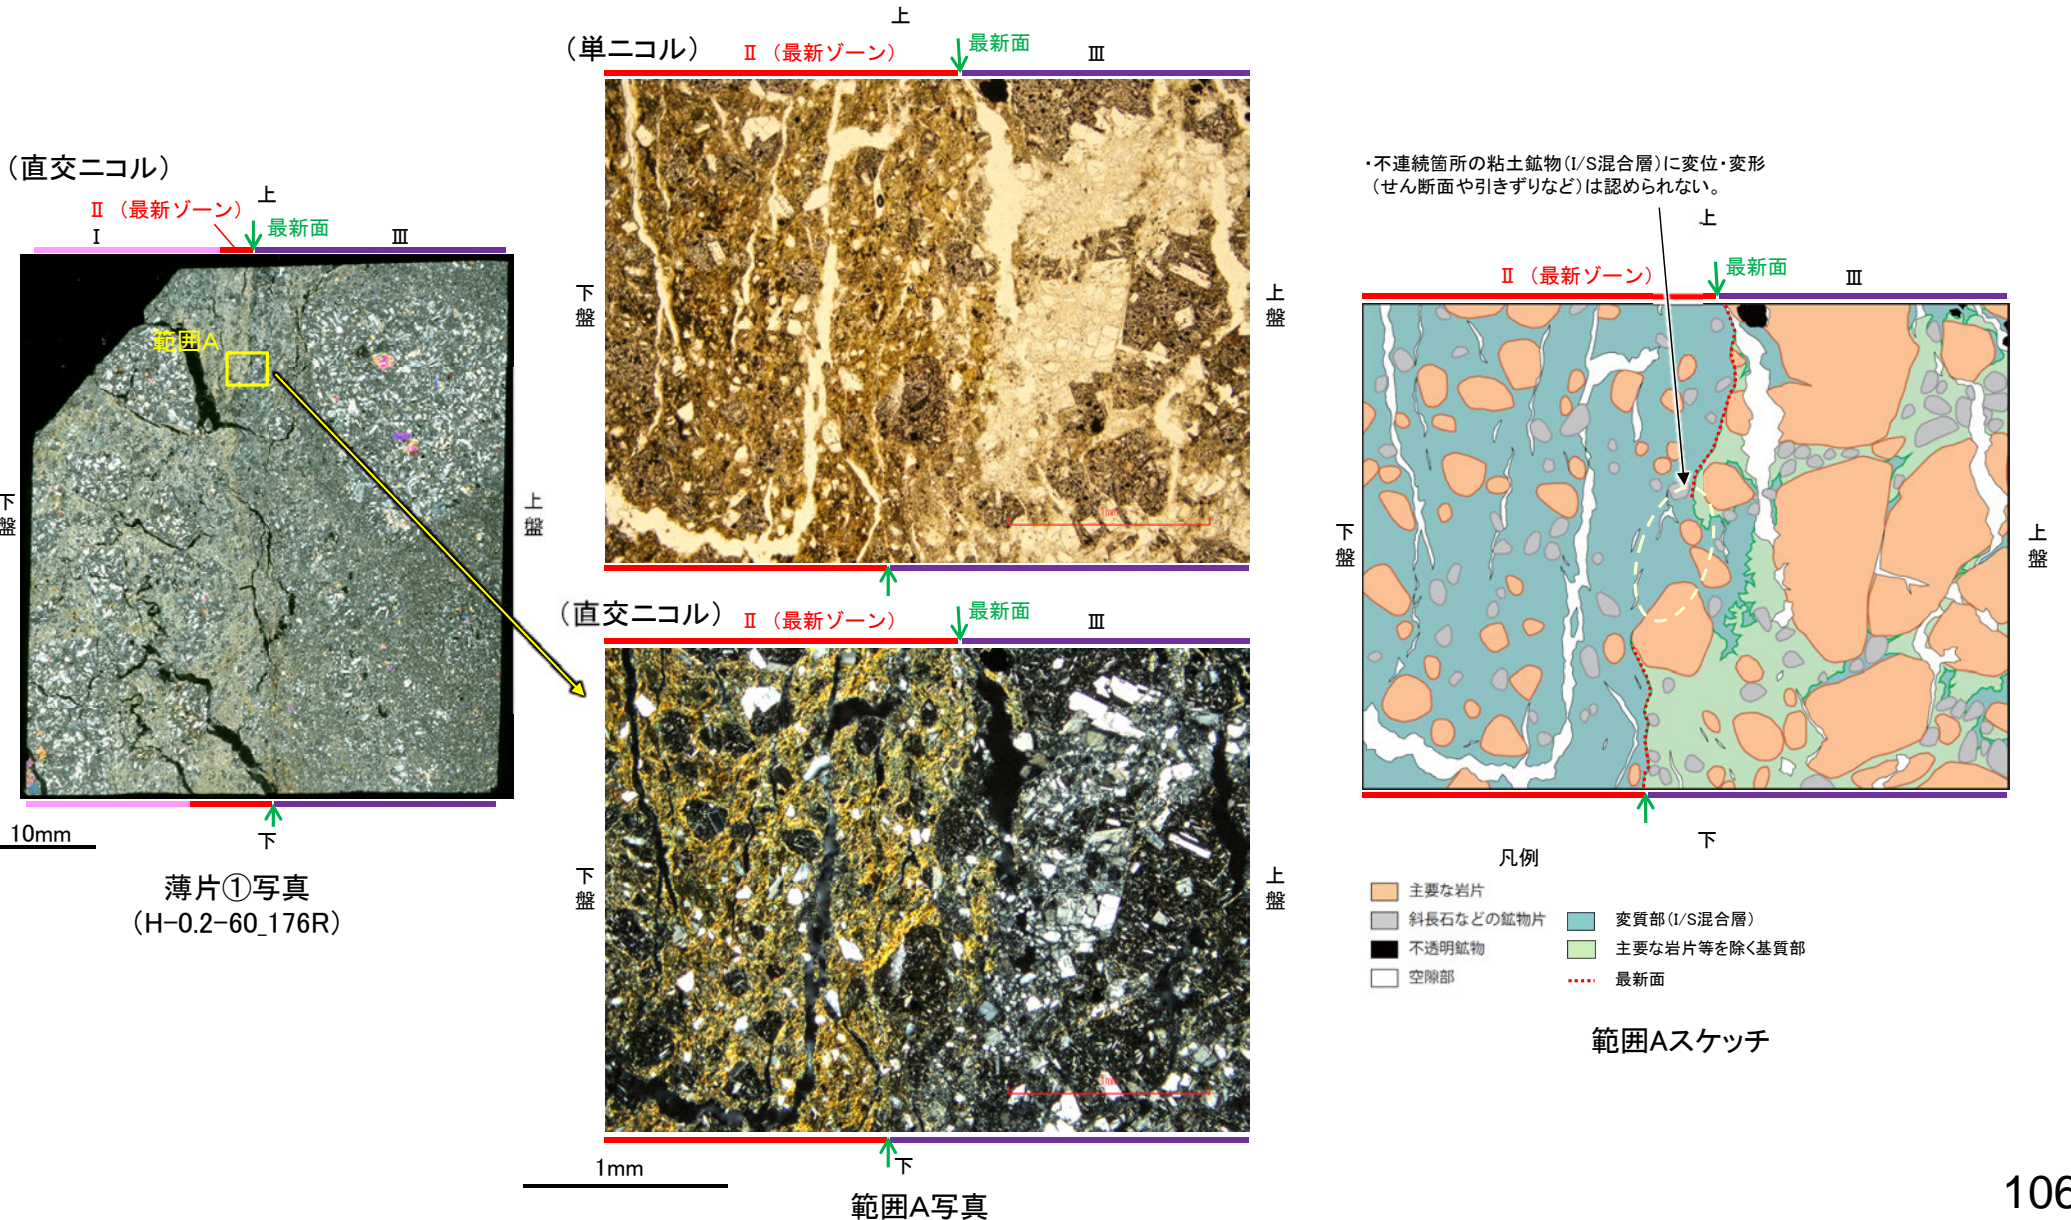 （直交ニコル）
上
Ⅱ （最新ゾーン）
最新面
Ⅰ
Ⅲ
範囲A
下盤
上盤
10mm
下
薄片①写真
（H-0.2-60_176R）
上
（単ニコル）
Ⅱ （最新ゾーン）
最新面
Ⅲ
下盤
上盤
1mm
（直交ニコル）
Ⅱ （最新ゾーン）
最新面
Ⅲ
下盤
上盤
1mm
下
1mm
範囲A写真
・不連続箇所の粘土鉱物（I/S混合層）に変位・変形
（せん断面や引きずりなど）は認められない。
上
Ⅱ （最新ゾーン）
最新面
Ⅲ
下盤
上盤
下
凡例
主要な岩片
斜長石などの鉱物片
不透明鉱物
空隙部
変質部（I/S混合層）
主要な岩片等を除く基質部
最新面
範囲Aスケッチ
106